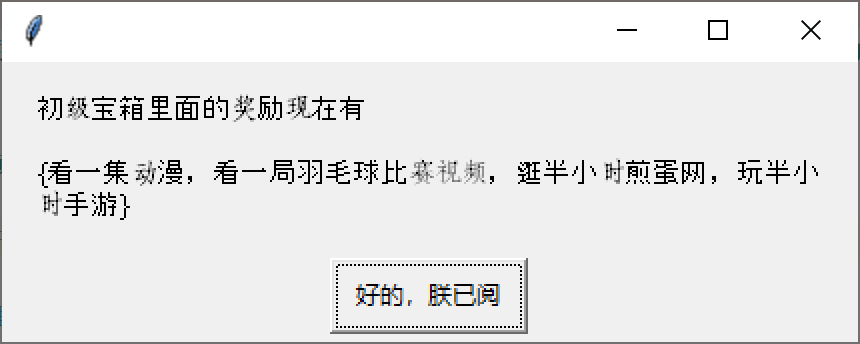 初级宝箱里面的奖励现在有
{看一集动漫，看一局羽毛球比赛视频，逛半小时煎蛋网，玩半小
时手游}
好的，朕已阅